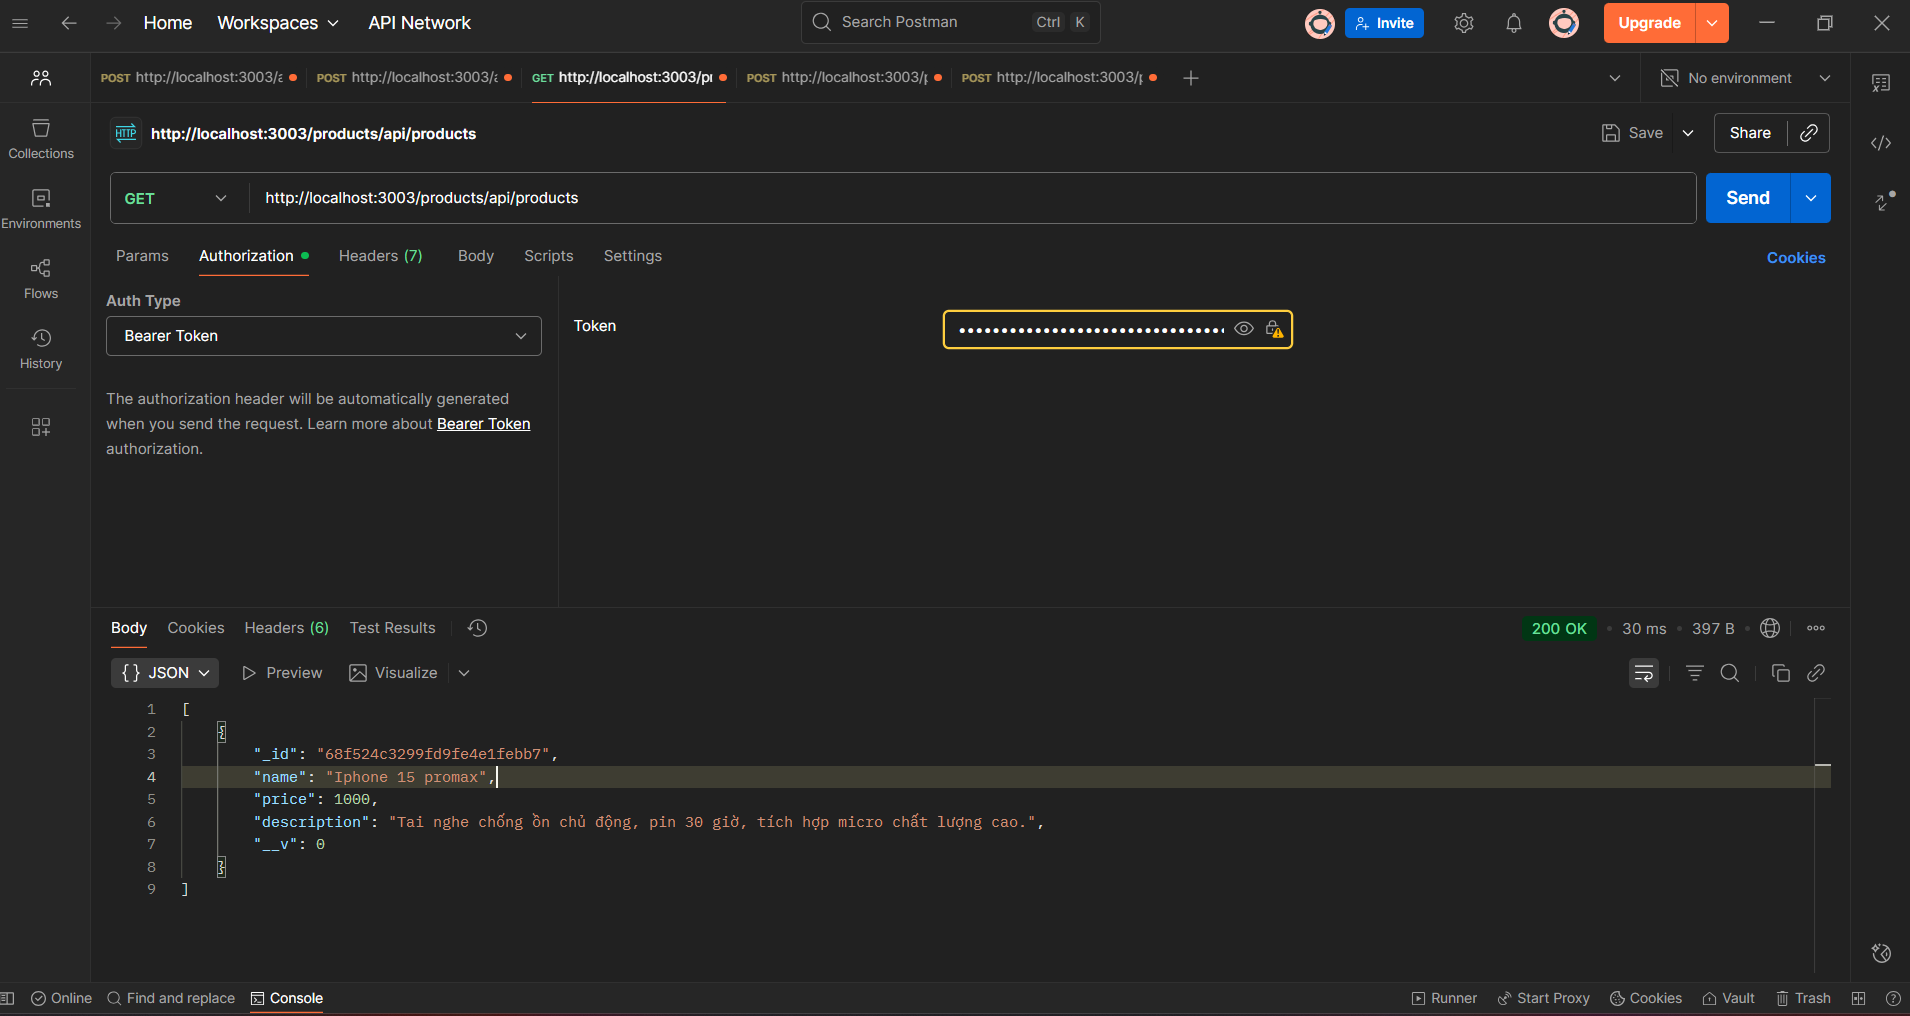 Home Workspaces API Network Search Postman Ctrl K Invite Upgrade
POST http://localhost:3003/a POST http://localhost:3003/a GET http://localhost:3003/pr POST http://localhost:3003/p POST http://localhost:3003/p No environment
HTTP http://localhost:3003/products/api/products Save Share
Collections
GET http://localhost:3003/products/api/products Send
Environments
Params Authorization Headers (7) Body Scripts Settings Cookies
Flows
Auth Type
Bearer Token
Token
History
The authorization header will be automatically generated
when you send the request. Learn more about Bearer Token
authorization.
Body Cookies Headers (6) Test Results 200 OK 30 ms 397 B
{} JSON Preview Visualize
1 [
2 {
3 "_id": "68f524c3299fd9fe4e1febb7",
4 "name": "Iphone 15 promax",
5 "price": 1000,
6 "description": "Tai nghe chống ồn chủ động, pin 30 giờ, tích hợp micro chất lượng cao.",
7 "__v": 0
8 }
9 ]
Online Find and replace Console Runner Start Proxy Cookies Vault Trash